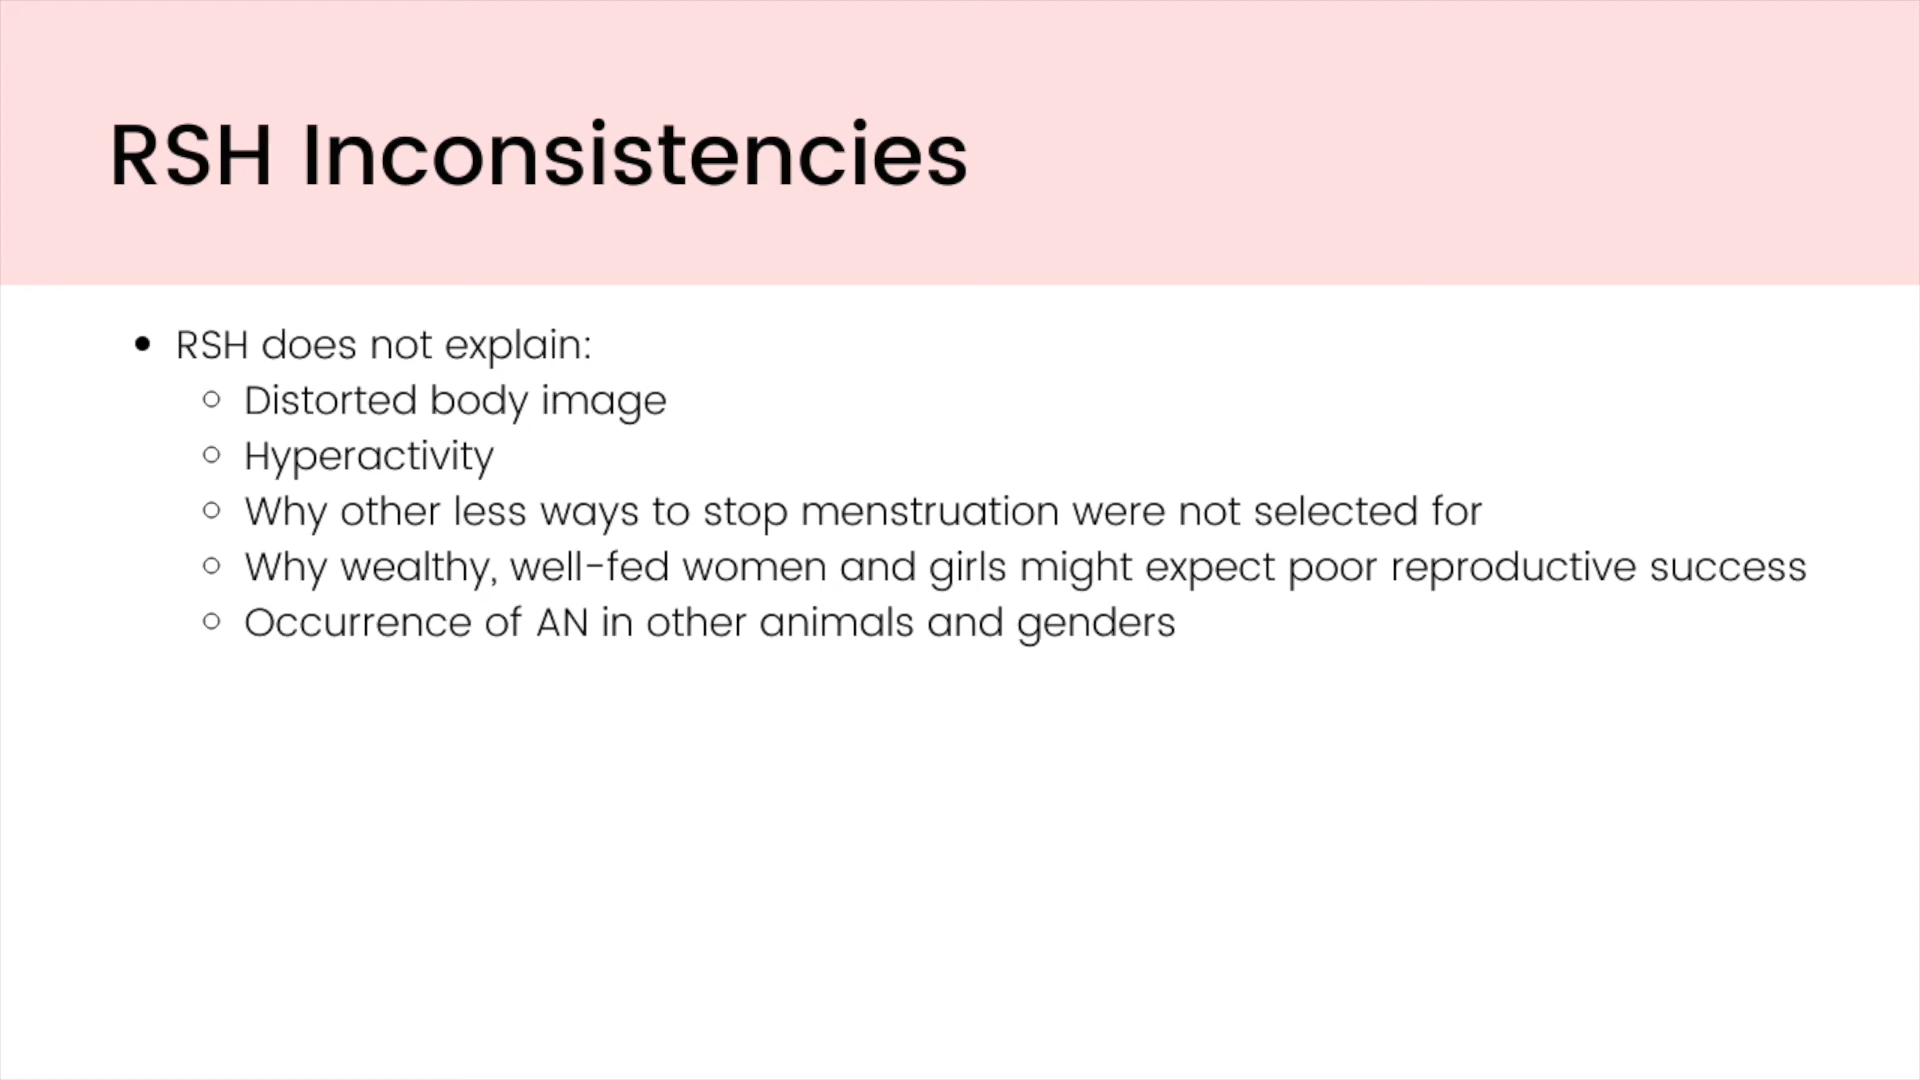 RSH Inconsistencies
• RSH does not explain:
○ Distorted body image
○ Hyperactivity
○ Why other less ways to stop menstruation were not selected for
○ Why wealthy, well-fed women and girls might expect poor reproductive success
○ Occurrence of AN in other animals and genders